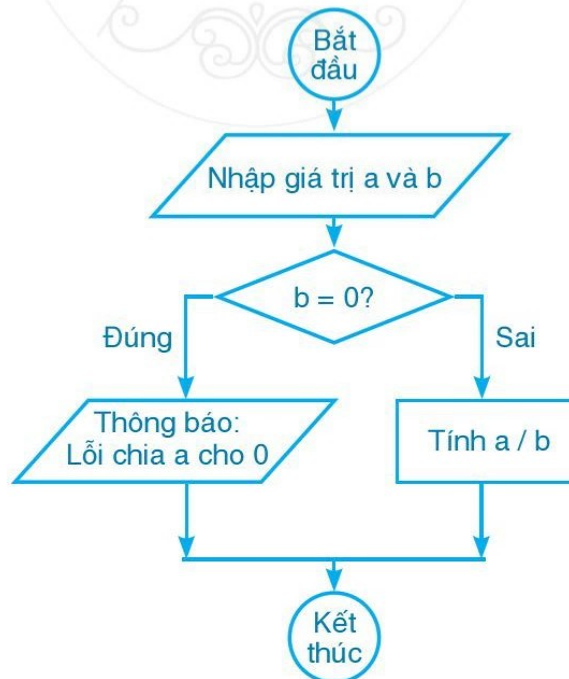 Bắt
đầu
Nhập giá trị a và b
b = 0?
Đúng
Sai
Thông báo:
Lỗi chia a cho 0
Tính a / b
Kết
thúc